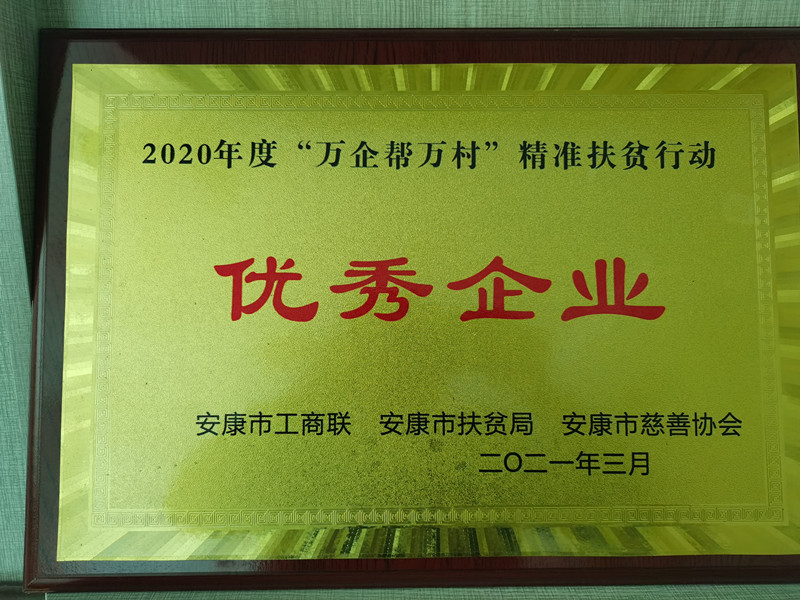 2020年度“万企帮万村”精准扶贫行动
优秀企业
安康市工商联 安康市扶贫局 安康市慈善协会
二〇二一年三月